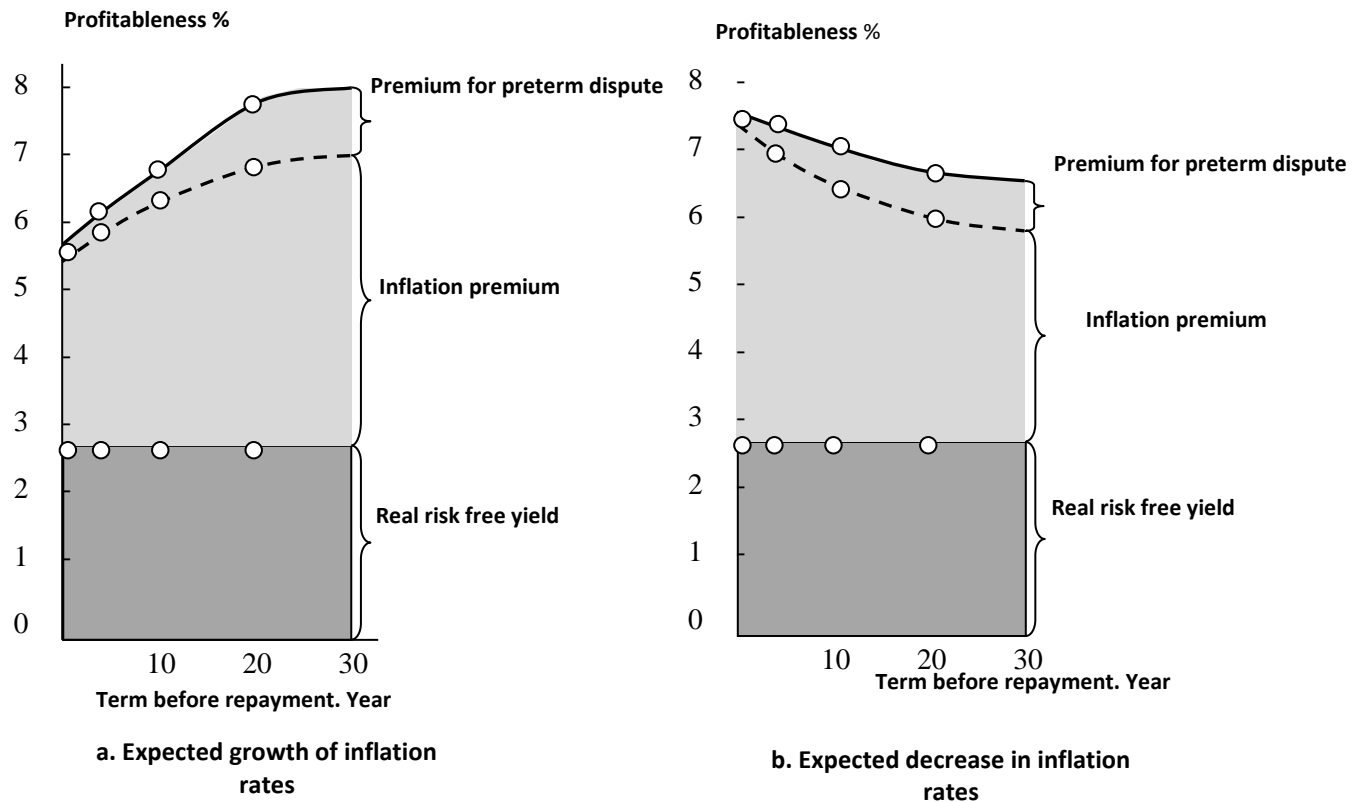 Profitableness %
8
7
6
5
4
3
2
1
0
Premium for preterm dispute
Inflation premium
Real risk free yield
10 20 30
Term before repayment. Year
a. Expected growth of inflation
rates
Profitableness %
8
7
6
5
4
3
2
1
0
Premium for preterm dispute
Inflation premium
Real risk free yield
10 20 30
Term before repayment. Year
b. Expected decrease in inflation
rates